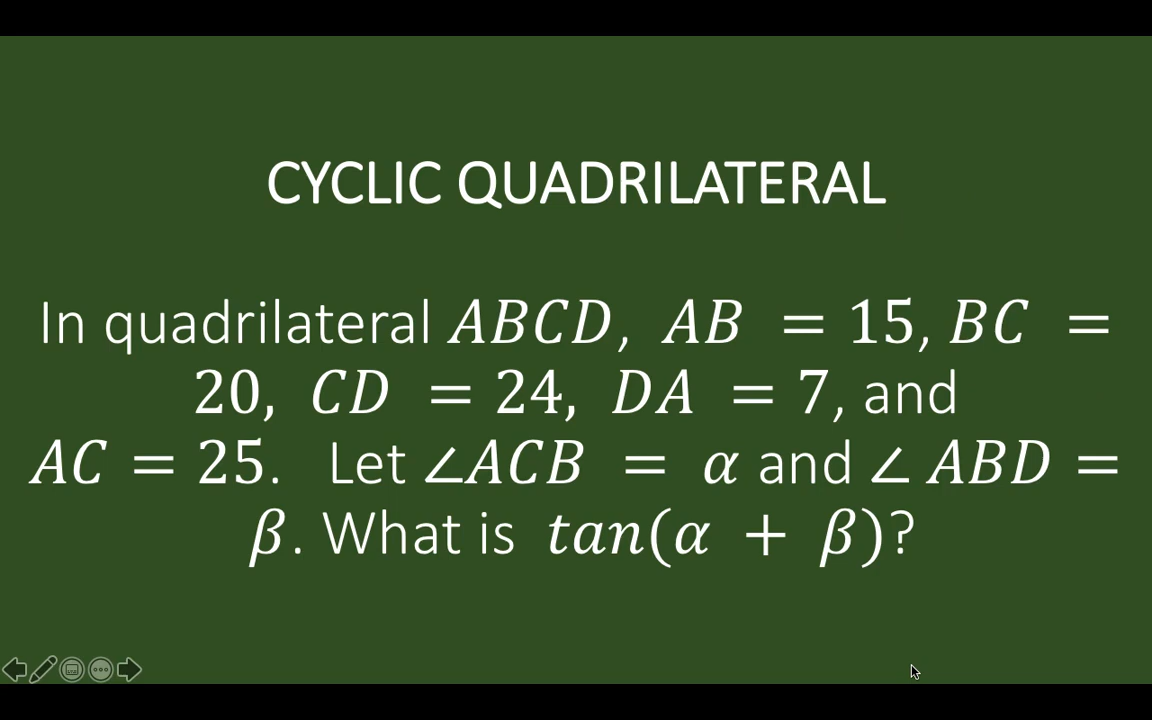 CYCLIC QUADRILATERAL
In quadrilateral ABCD, AB = 15, BC =
20, CD = 24, DA = 7, and
AC = 25. Let ∠ACB = α and ∠ ABD =
β. What is tan(α + β)?